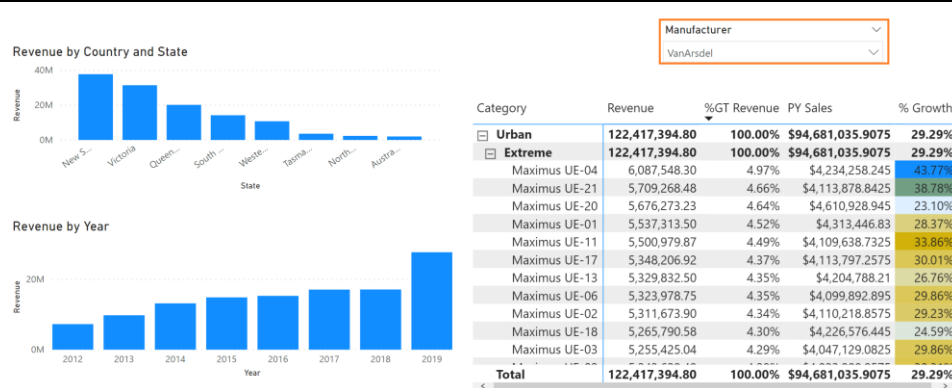 Manufacturer
VanArsdel
Revenue by Country and State
40M
20M
0M
Revenue
New S...
Victoria
Queen...
South ...
Weste...
Tasma...
North...
Austra...
State
Revenue by Year
20M
0M
Revenue
2012 2013 2014 2015 2016 2017 2018 2019
Year
Category Revenue %GT Revenue PY Sales % Growth
Urban 122,417,394.80 100.00% $94,681,035.9075 29.29%
Extreme 122,417,394.80 100.00% $94,681,035.9075 29.29%
Maximus UE-04 6,087,548.30 4.97% $4,234,258.245 43.77%
Maximus UE-21 5,709,268.48 4.66% $4,113,878.8425 38.78%
Maximus UE-20 5,676,273.23 4.64% $4,610,928.945 23.10%
Maximus UE-01 5,537,313.50 4.52% $4,313,446.83 28.37%
Maximus UE-11 5,500,979.87 4.49% $4,109,638.7325 33.86%
Maximus UE-17 5,348,206.92 4.37% $4,113,797.2575 30.01%
Maximus UE-13 5,329,832.50 4.35% $4,204,788.21 26.76%
Maximus UE-06 5,323,978.75 4.35% $4,099,892.895 29.86%
Maximus UE-02 5,311,673.90 4.34% $4,110,218.8575 29.23%
Maximus UE-18 5,265,790.58 4.30% $4,226,576.445 24.59%
Maximus UE-03 5,255,425.04 4.29% $4,047,129.0825 29.86%
Total 122,417,394.80 100.00% $94,681,035.9075 29.29%